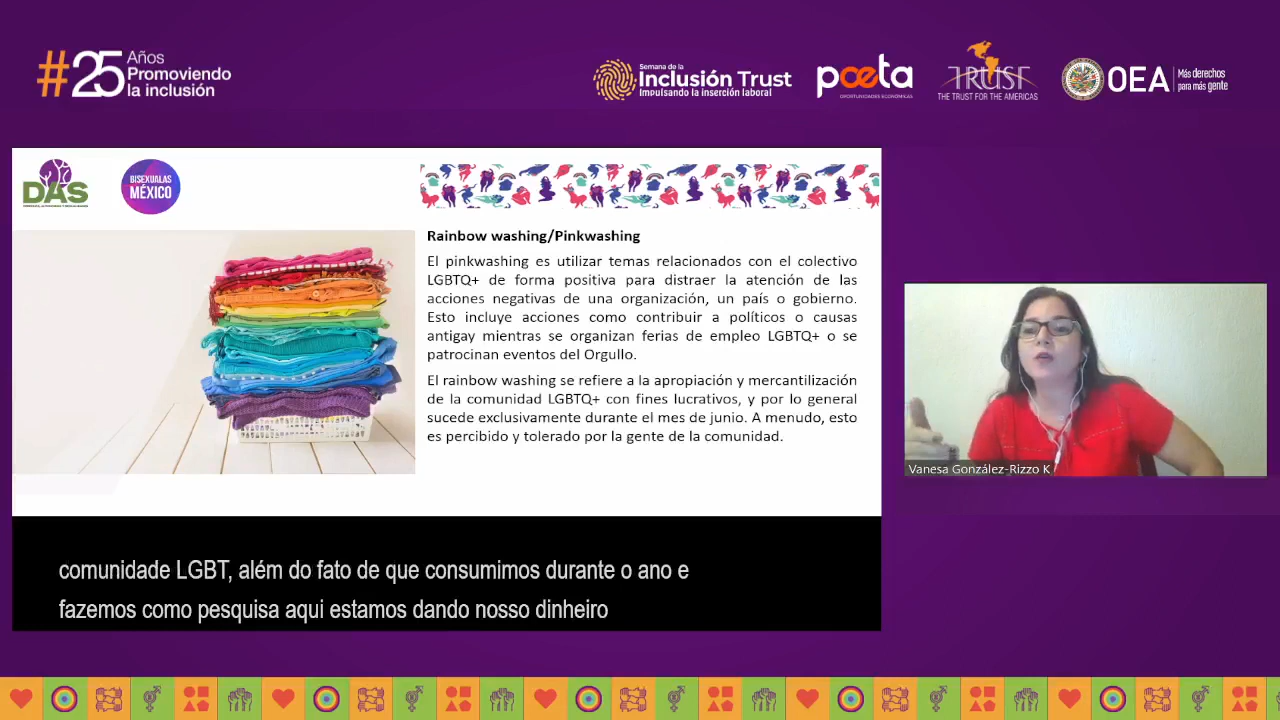 #25 Años
Promoviendo
la inclusión
Semana de la
Inclusión Trust
Impulsando la inserción laboral
poeta
OPORTUNIDADES ECONÓMICAS
TRUST
THE TRUST FOR THE AMERICAS
OEA
Más derechos
para más gente
DAS
BISEXUALAS
MÉXICO
Rainbow washing/Pinkwashing
El pinkwashing es utilizar temas relacionados con el colectivo
LGBTQ+ de forma positiva para distraer la atención de las
acciones negativas de una organización, un país o gobierno.
Esto incluye acciones como contribuir a políticos o causas
antigay mientras se organizan ferias de empleo LGBTQ+ o se
patrocinan eventos del Orgullo.
El rainbow washing se refiere a la apropiación y mercantilización
de la comunidad LGBTQ+ con fines lucrativos, y por lo general
sucede exclusivamente durante el mes de junio. A menudo, esto
es percibido y tolerado por la gente de la comunidad.
Vanesa González-Rizzo K
comunidade LGBT, além do fato de que consumimos durante o ano e
fazemos como pesquisa aqui estamos dando nosso dinheiro